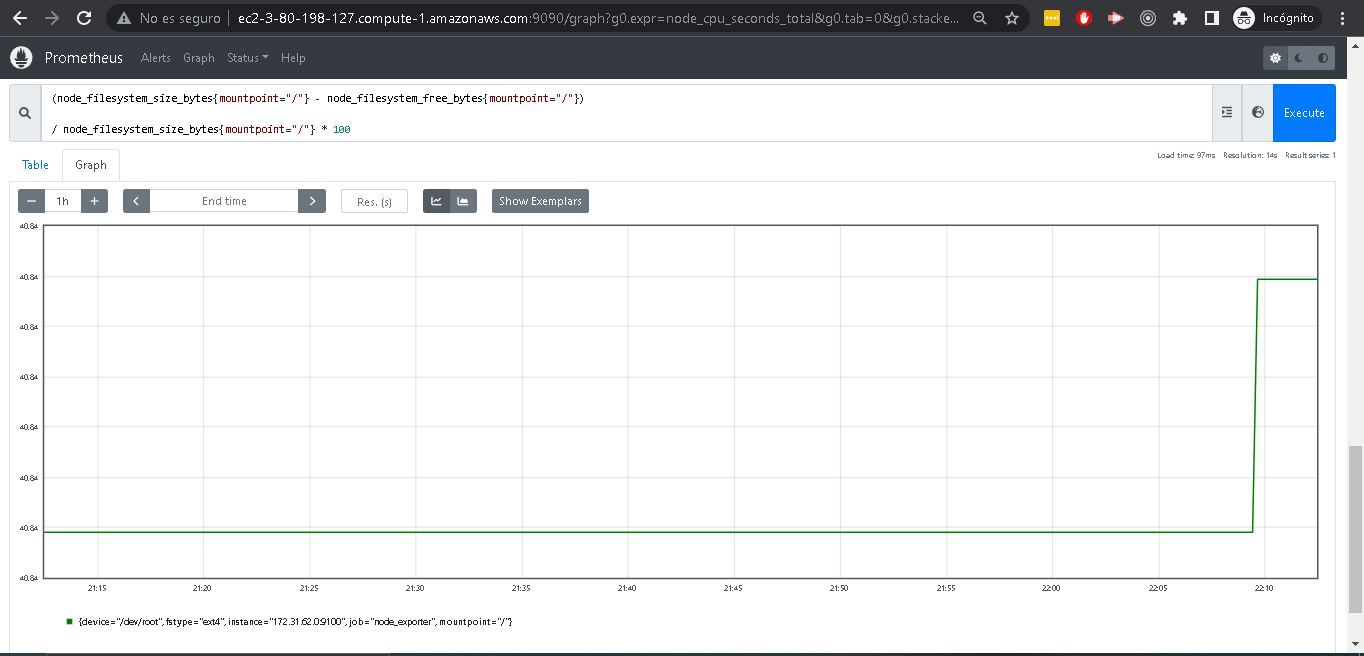 No es seguro ec2-3-80-198-127.compute-1.amazonaws.com:9090/graph?g0.expr=node_cpu_seconds_total&g0.tab=0&g0.stacke... Incógnito
Prometheus Alerts Graph Status Help
(node_filesystem_size_bytes{mountpoint="/"} - node_filesystem_free_bytes{mountpoint="/"})
/ node_filesystem_size_bytes{mountpoint="/"} * 100
Execute
Load time: 97ms Resolution: 14s Result series: 1
Table Graph
− 1h + End time Res. (s) Show Exemplars
40.84
40.84
40.84
40.84
40.84
40.84
40.84
40.84
21:15 21:20 21:25 21:30 21:35 21:40 21:45 21:50 21:55 22:00 22:05 22:10
{device="/dev/root", fstype="ext4", instance="172.31.62.0:9100", job="node_exporter", mountpoint="/"}